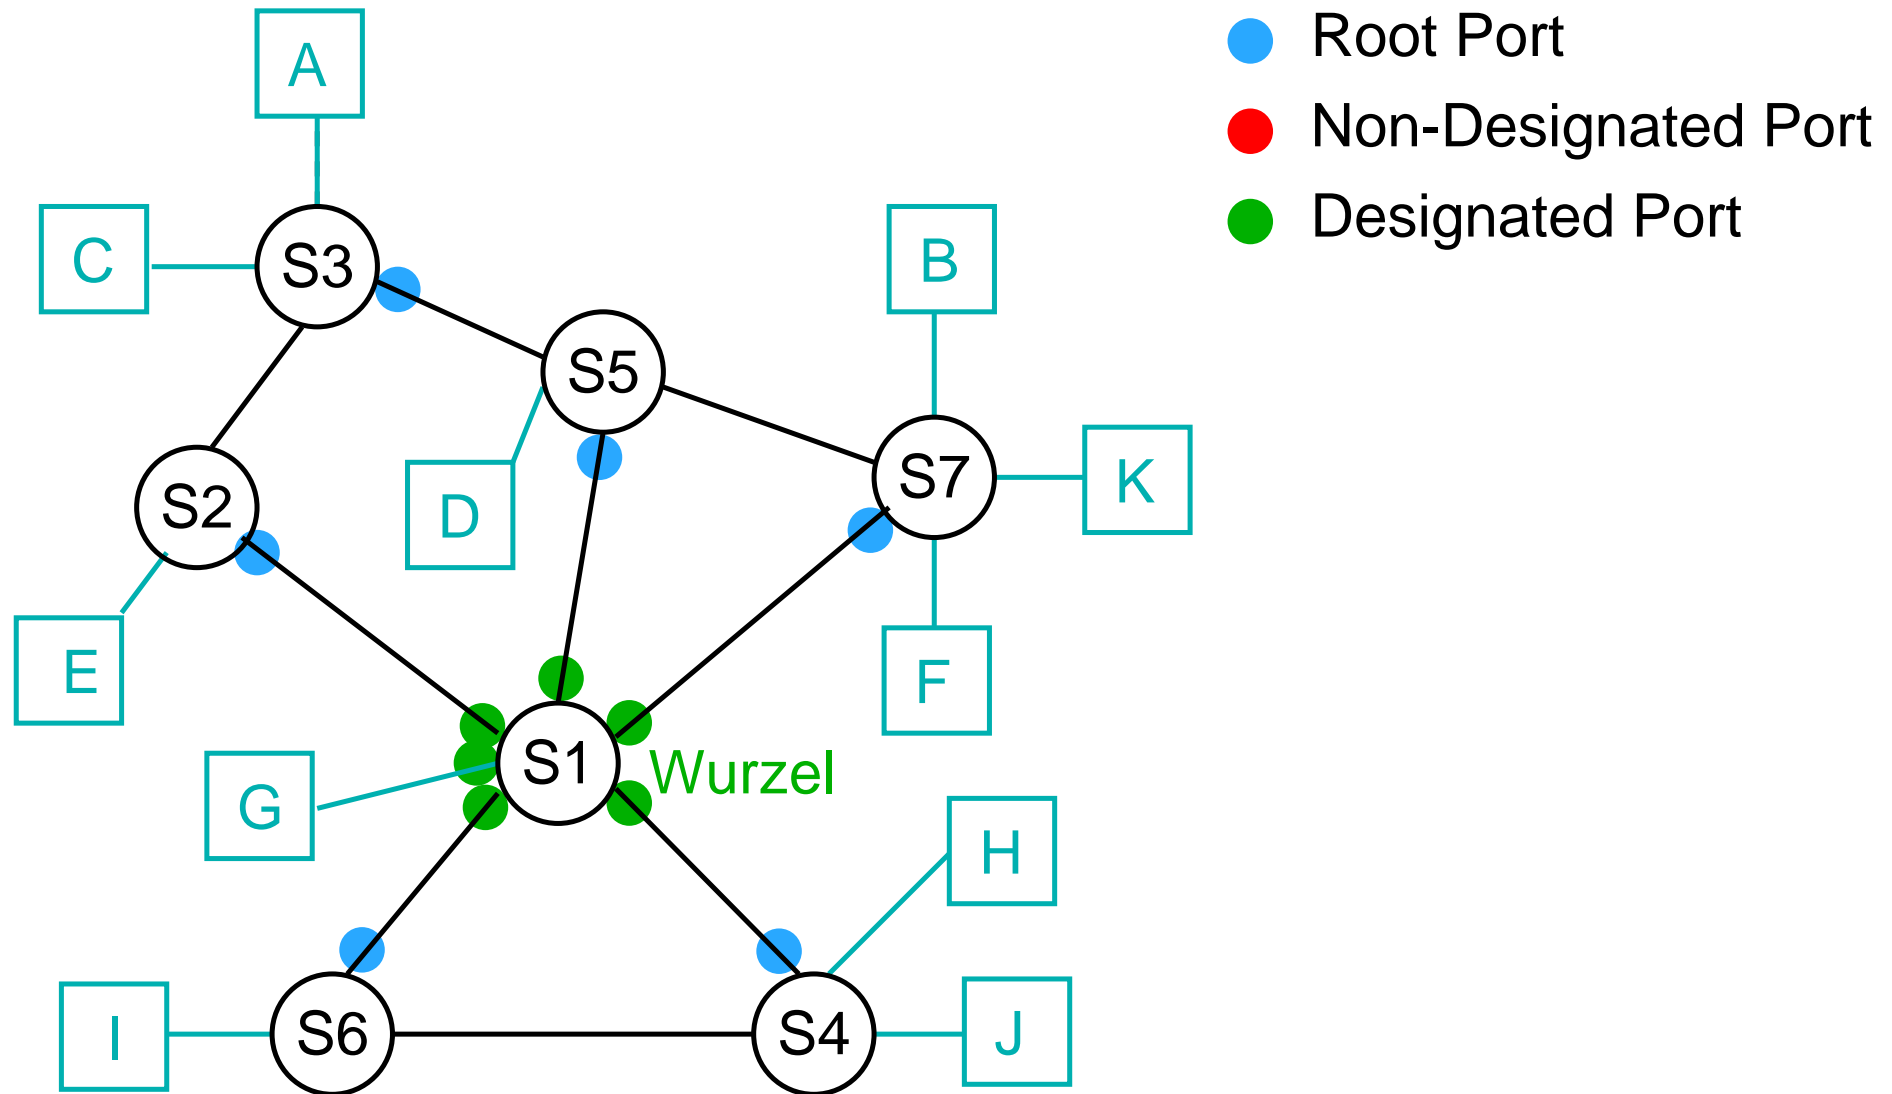 Root Port
Non-Designated Port
Designated Port
A
C
S3
B
S5
S7
K
S2
D
E
F
S1
Wurzel
G
H
I
S6
S4
J